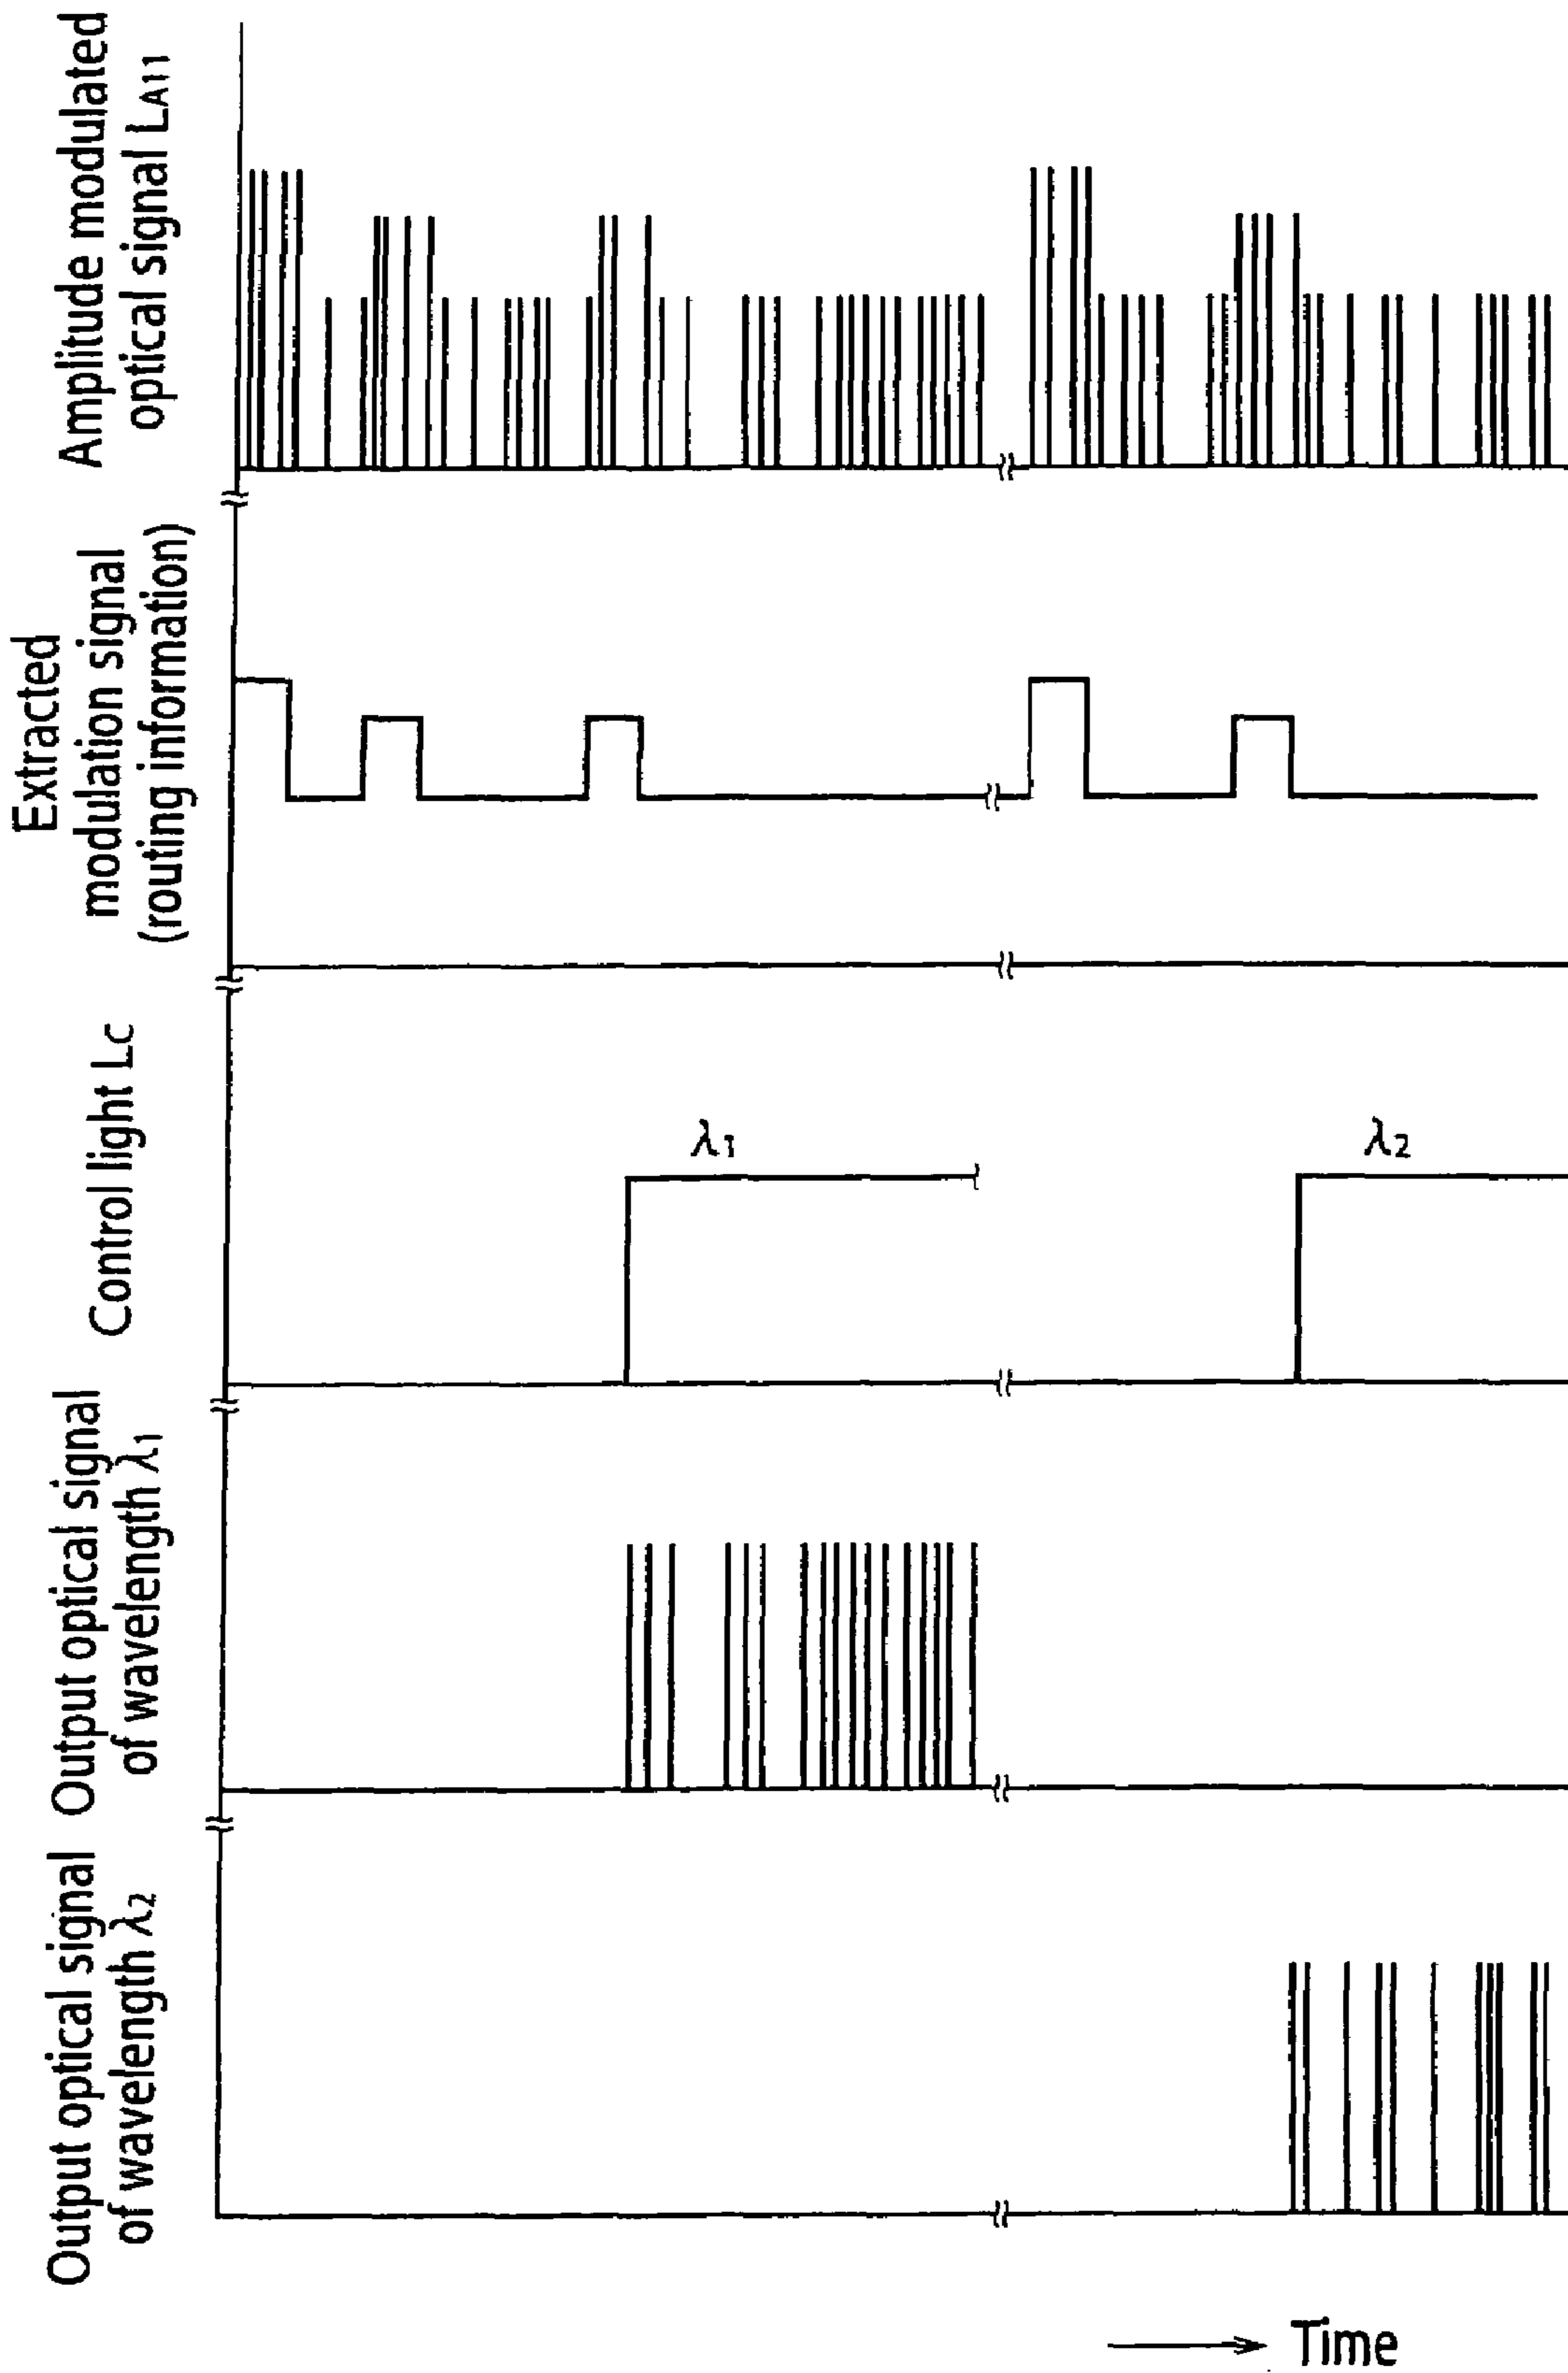 Amplitude modulated
optical signal LA11
Extracted
modulation signal
(routing information)
Control light LC
λ1
λ2
Output optical signal
of wavelength λ1
Output optical signal
of wavelength λ2
Time